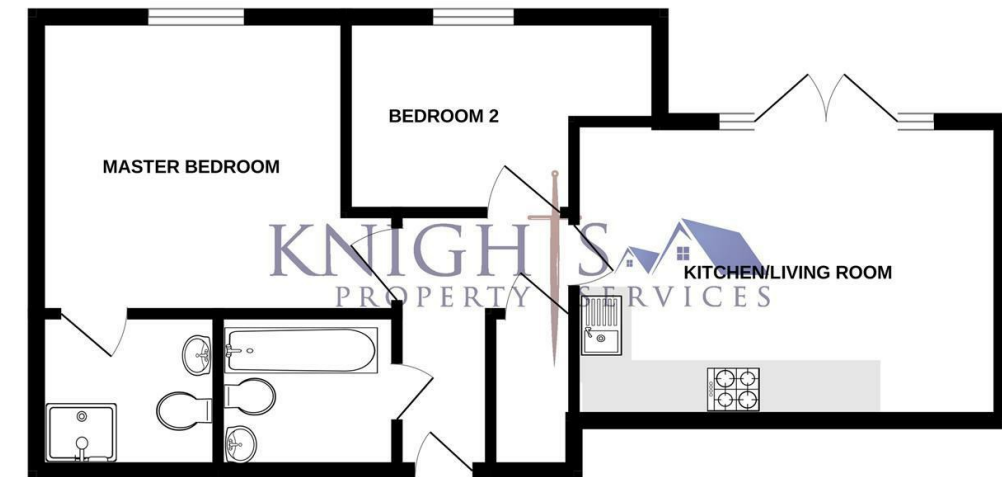 BEDROOM 2
MASTER BEDROOM
KNIGHTS
KITCHEN/LIVING ROOM
PROPERTY SERVICES